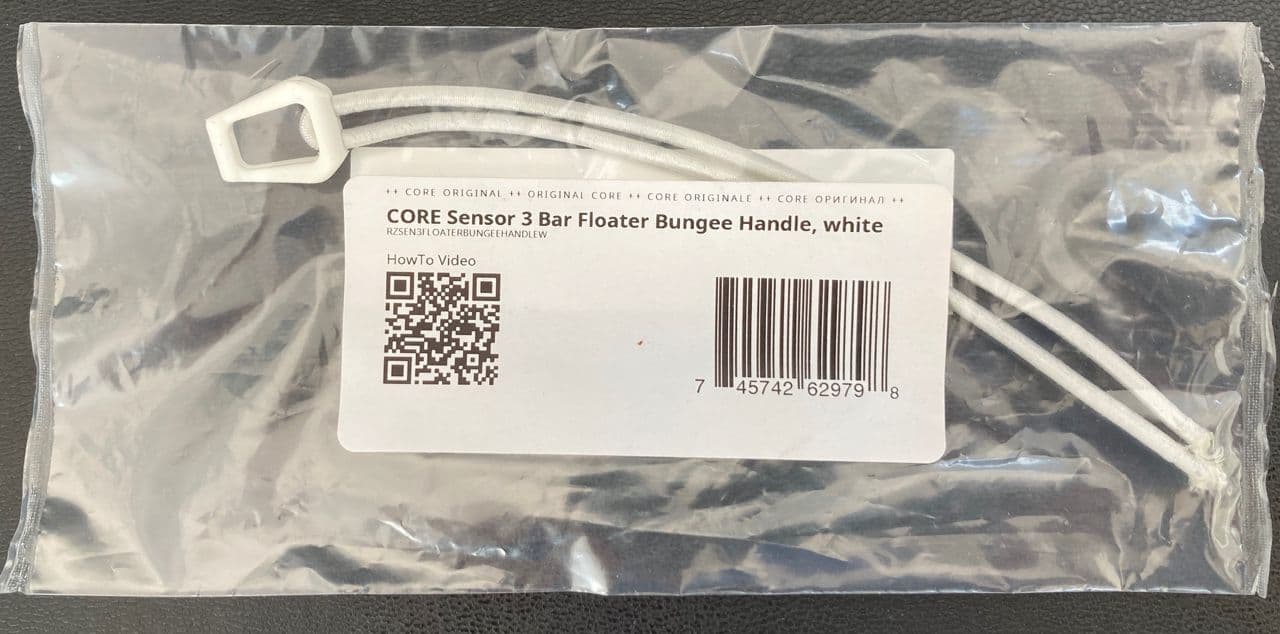 ++ CORE ORIGINAL ++ ORIGINAL CORE ++ CORE ORIGINALE ++ CORE ОРИГИНАЛ ++
CORE Sensor 3 Bar Floater Bungee Handle, white
RZSEN3FLOATERBUNGEEHANDLEW
HowTo Video
7 45742 62979 8